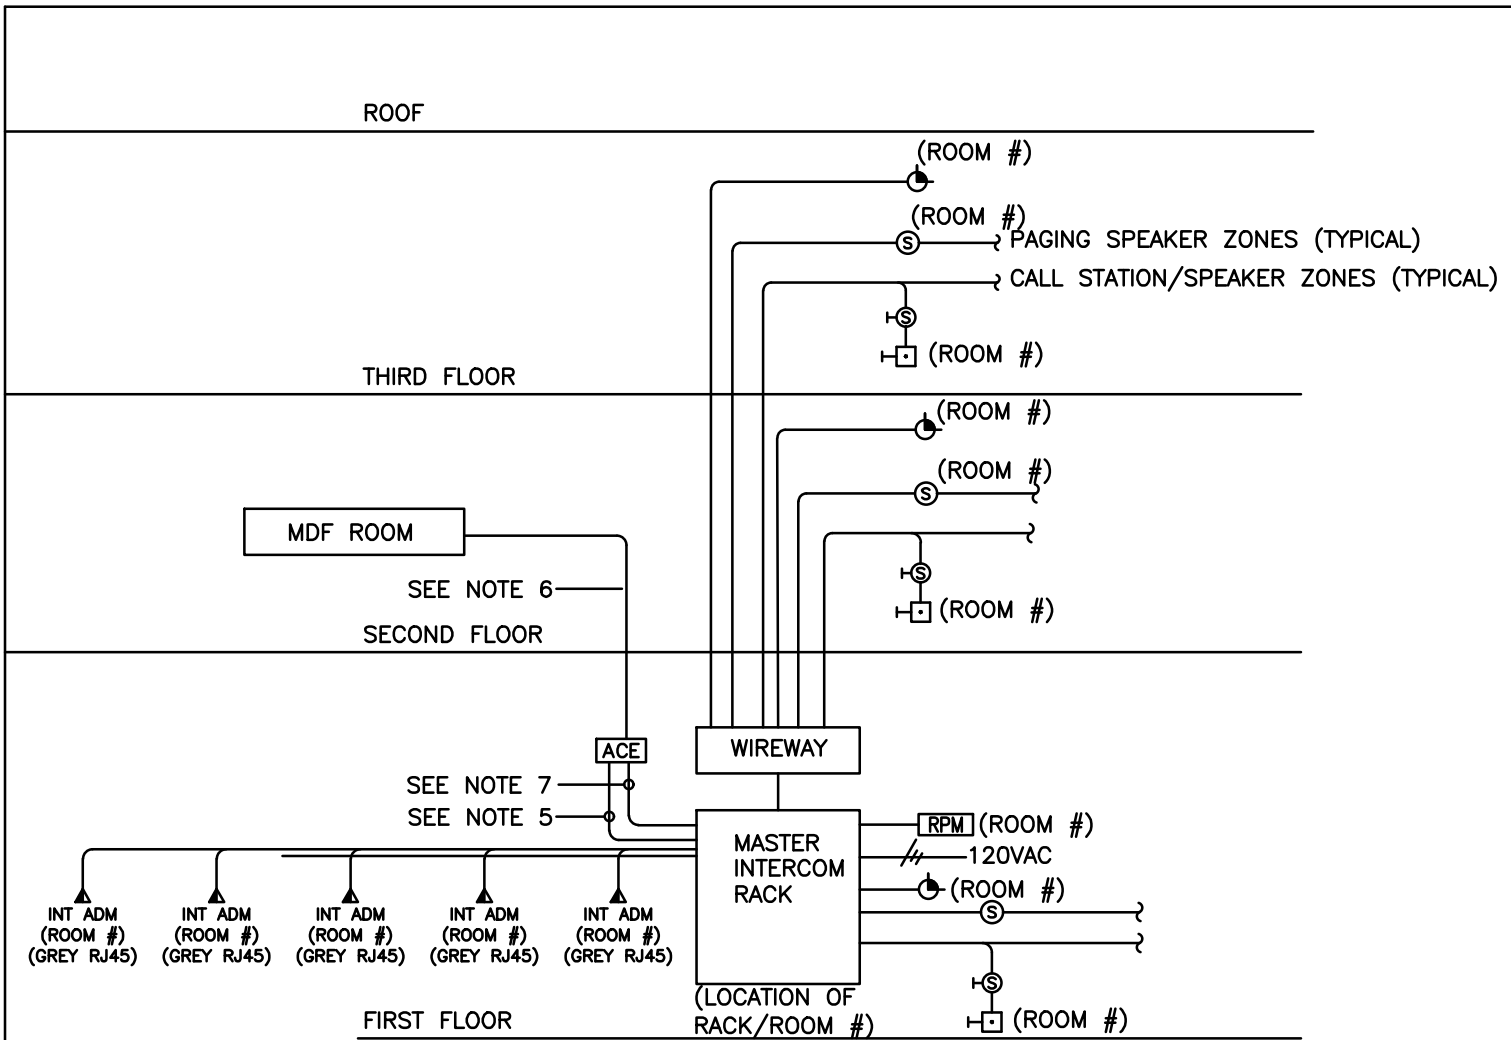 ROOF
(ROOM #)
(ROOM #)
S
PAGING SPEAKER ZONES (TYPICAL)
CALL STATION/SPEAKER ZONES (TYPICAL)
S
(ROOM #)
THIRD FLOOR
(ROOM #)
(ROOM #)
S
MDF ROOM
S
SEE NOTE 6
(ROOM #)
SECOND FLOOR
ACE
WIREWAY
SEE NOTE 7
SEE NOTE 5
RPM (ROOM #)
MASTER
INTERCOM
RACK
120VAC
(ROOM #)
S
INT ADM
(ROOM #)
(GREY RJ45)
INT ADM
(ROOM #)
(GREY RJ45)
INT ADM
(ROOM #)
(GREY RJ45)
INT ADM
(ROOM #)
(GREY RJ45)
INT ADM
(ROOM #)
(GREY RJ45)
S
(LOCATION OF
RACK/ROOM #)
(ROOM #)
FIRST FLOOR